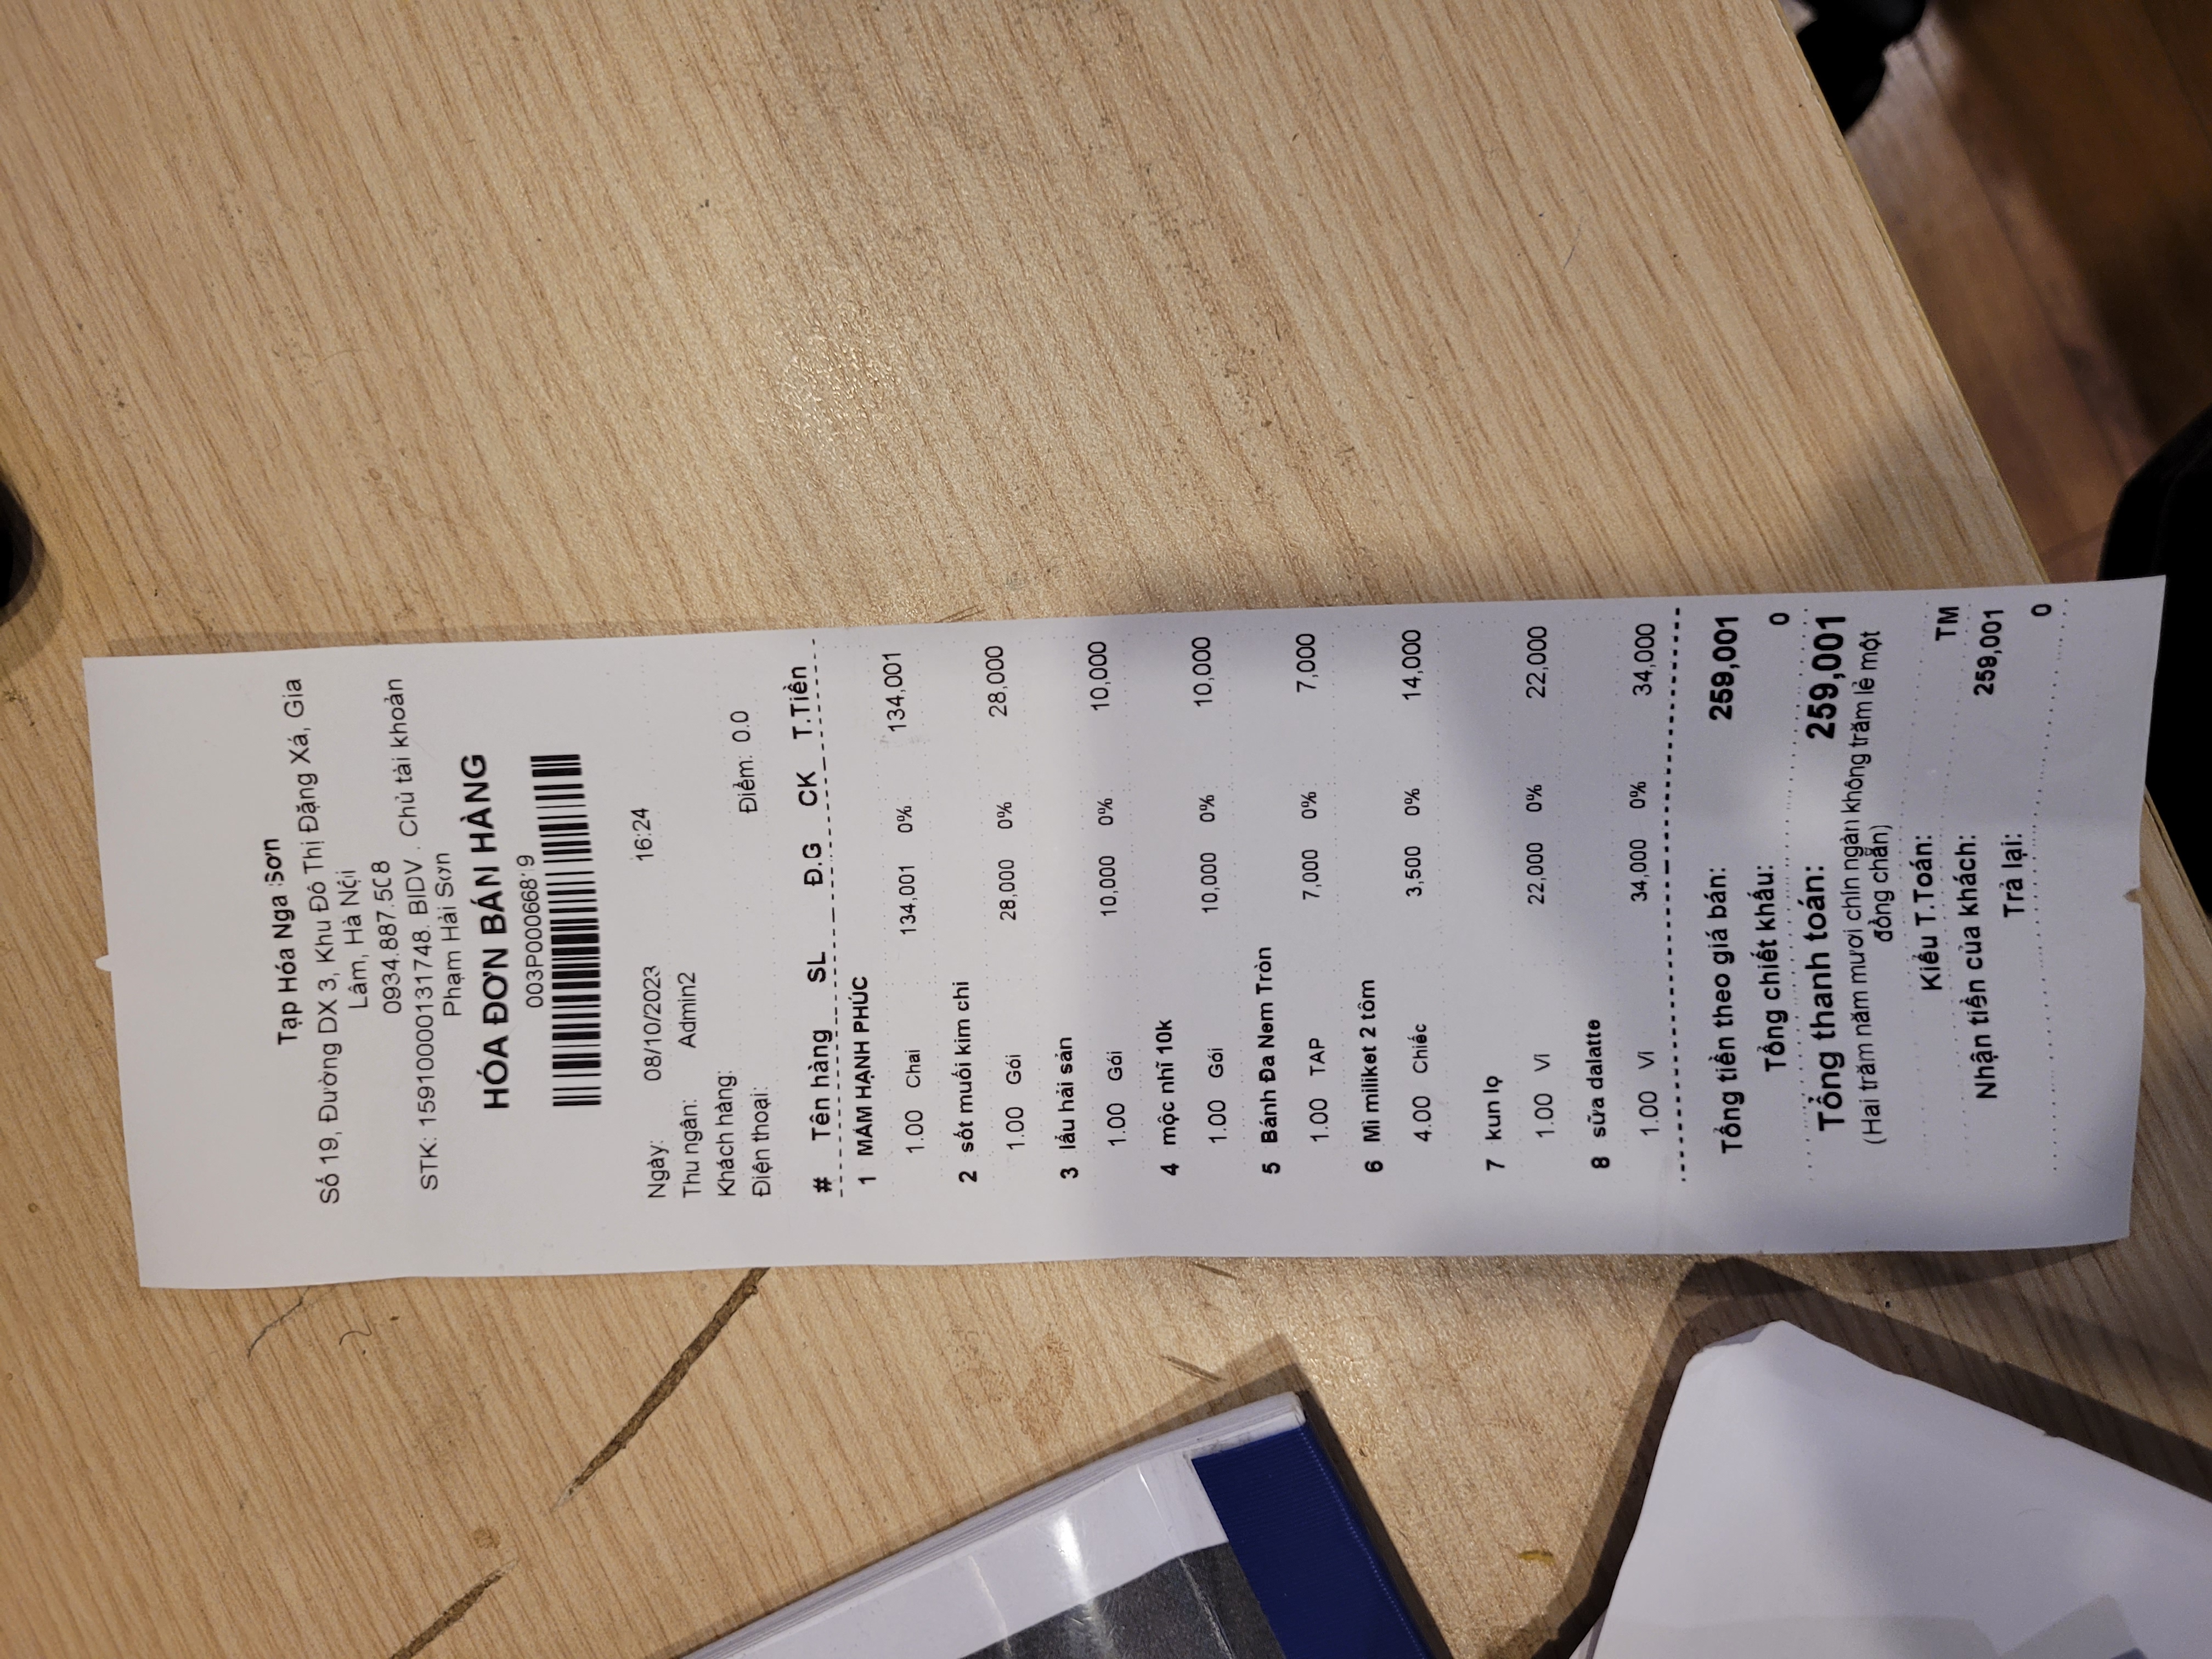 Tạp Hóa Nga Sơn
Số 19, Đường DX 3, Khu Đô Thị Đặng Xá, Gia
Lâm, Hà Nội
0934.887.508
STK: 15910000131748. BIDV . Chủ tài khoản
Phạm Hải Sơn
HÓA ĐƠN BÁN HÀNG
003P00066819
Ngày: 08/10/2023 16:24
Thu ngân: Admin2
Khách hàng:
Điện thoại: Điểm: 0.0
# Tên hàng SL Đ.G CK T.Tiền
1 MÂM HẠNH PHÚC
1.00 Chai 134,001 0% 134,001
2 sốt muối kim chi
1.00 Gói 28,000 0% 28,000
3 lẩu hải sản
1.00 Gói 10,000 0% 10,000
4 mộc nhĩ 10k
1.00 Gói 10,000 0% 10,000
5 Bánh Đa Nem Tròn
1.00 TAP 7,000 0% 7,000
6 Mì miliket 2 tôm
4.00 Chiếc 3,500 0% 14,000
7 kun lọ
1.00 Vỉ 22,000 0% 22,000
8 sữa dalatte
1.00 Vỉ 34,000 0% 34,000
Tổng tiền theo giá bán: 259,001
Tổng chiết khấu: 0
Tổng thanh toán: 259,001
(Hai trăm năm mươi chín ngàn không trăm lẻ một
đồng chẵn)
Kiểu T.Toán: TM
Nhận tiền của khách: 259,001
Trả lại: 0